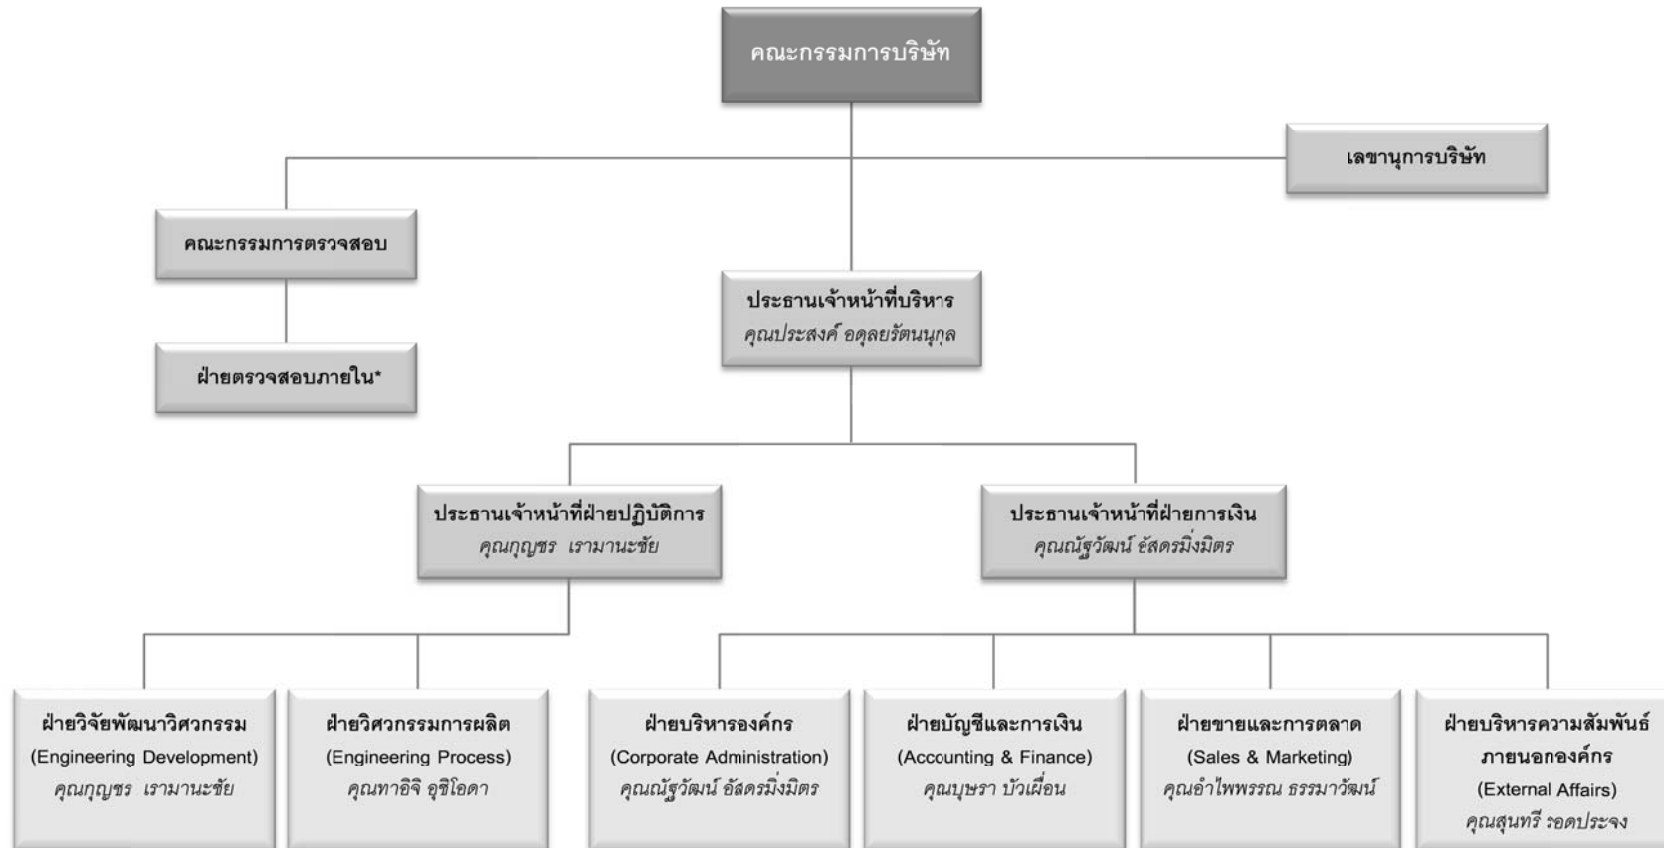 คณะกรรมการบริษัท
เลขานุการบริษัท
คณะกรรมการตรวจสอบ
ประธานเจ้าหน้าที่บริหาร
คุณประสงค์ อดุลยรัตนนุกุล
ฝ่ายตรวจสอบภายใน*
ประธานเจ้าหน้าที่ฝ่ายปฏิบัติการ
คุณกุญชร เรามานะชัย
ประธานเจ้าหน้าที่ฝ่ายการเงิน
คุณณัฐวัฒน์ อัสดรมิ่งมิตร
ฝ่ายวิจัยพัฒนาวิศวกรรม
(Engineering Development)
คุณกุญชร เรามานะชัย
ฝ่ายวิศวกรรมการผลิต
(Engineering Process)
คุณทาอิจิ อุชิโอดา
ฝ่ายบริหารองค์กร
(Corporate Administration)
คุณณัฐวัฒน์ อัสดรมิ่งมิตร
ฝ่ายบัญชีและการเงิน
(Accounting & Finance)
คุณบุษรา บัวเผื่อน
ฝ่ายขายและการตลาด
(Sales & Marketing)
คุณอำไพพรรณ ธรรมาวัฒน์
ฝ่ายบริหารความสัมพันธ์
ภายนอกองค์กร
(External Affairs)
คุณสุนทรี รอดประจง